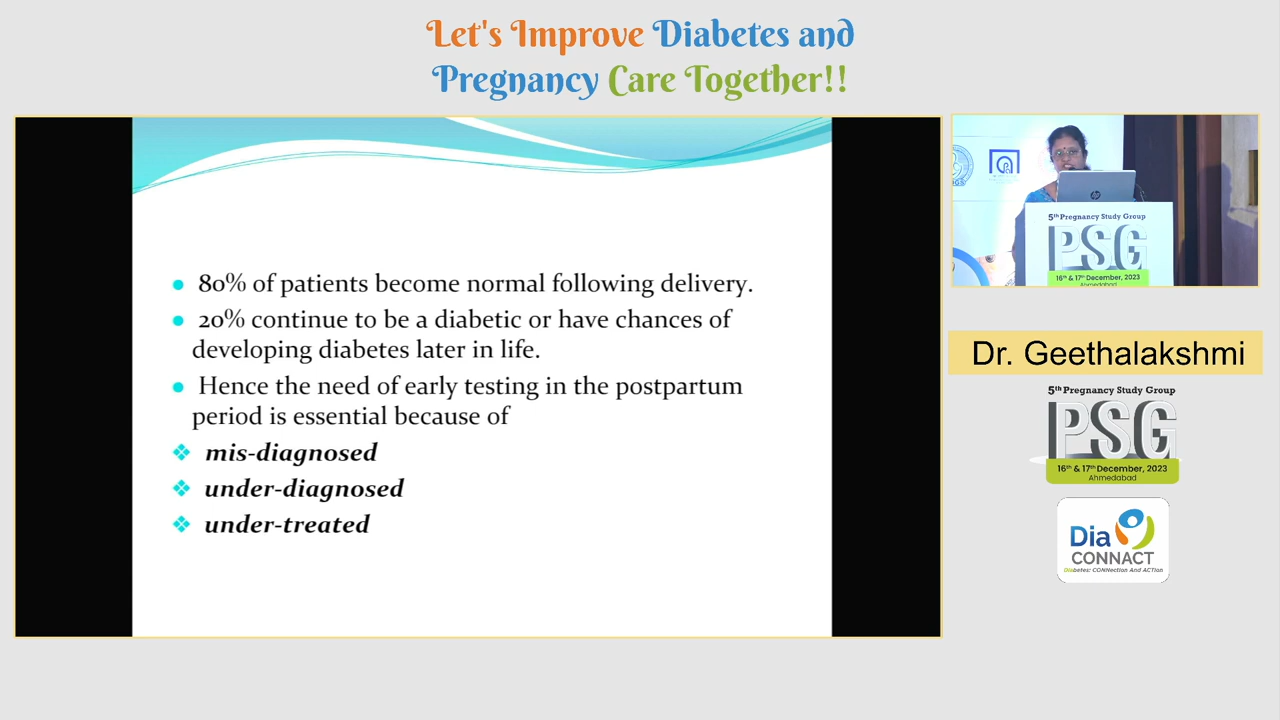 Let's Improve Diabetes and
Pregnancy Care Together!!
80% of patients become normal following delivery.
20% continue to be a diabetic or have chances of
developing diabetes later in life.
Hence the need of early testing in the postpartum
period is essential because of
mis-diagnosed
under-diagnosed
under-treated
hp
5th Pregnancy Study Group
PSG
16th & 17th December, 2023
Ahmedabad
Dr. Geethalakshmi
5th Pregnancy Study Group
PSG
16th & 17th December, 2023
Ahmedabad
Dia
CONNACT
Diabetes: CONNection And ACTion